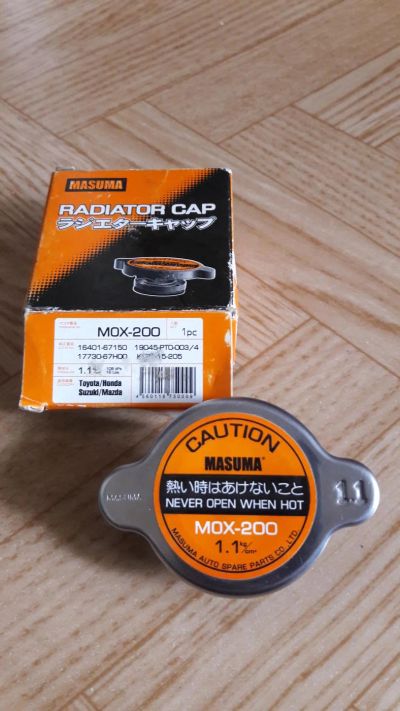 MASUMA
RADIATOR CAP
ラジエターキャップ
MOX-200
1pc
16401-67150 19045-PT0-003/4
17730-67H00
1.1
Toyota/Honda
Suzuki/Mazda
CAUTION
MASUMA
熱い時はあけないこと
NEVER OPEN WHEN HOT
MOX-200
1.1 kg/cm²
MASUMA AUTO SPARE PARTS CO. LTD.
MASUMA
1.1